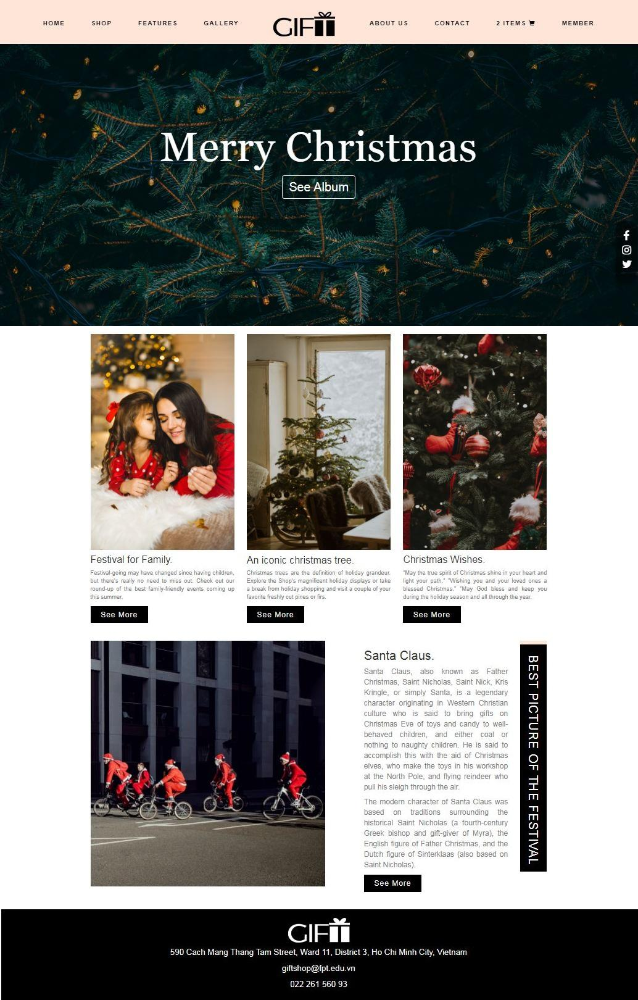 HOME SHOP FEATURES GALLERY GIFT ABOUT US CONTACT 2 ITEMS MEMBER
Merry Christmas
See Album
Festival for Family.
Festival-going may have changed since having children,
but there's really no need to miss out. Check out our
round-up of the best family-friendly events coming up
this summer.
See More
An iconic christmas tree.
Christmas trees are the definition of holiday grandeur.
Explore the Shop's magnificent holiday displays or take
a break from holiday shopping and visit a couple of your
favorite freshly cut pines or firs.
See More
Christmas Wishes.
"May the true spirit of Christmas shine in your heart and
light your path." "Wishing you and your loved ones a
blessed Christmas." "May God bless and keep you
during the holiday season and all through the year.
See More
Santa Claus.
Santa Claus, also known as Father
Christmas, Saint Nicholas, Saint Nick, Kris
Kringle, or simply Santa, is a legendary
character originating in Western Christian
culture who is said to bring gifts on
Christmas Eve of toys and candy to well-
behaved children, and either coal or
nothing to naughty children. He is said to
accomplish this with the aid of Christmas
elves, who make the toys in his workshop
at the North Pole, and flying reindeer who
pull his sleigh through the air.
The modern character of Santa Claus was
based on traditions surrounding the
historical Saint Nicholas (a fourth-century
Greek bishop and gift-giver of Myra), the
English figure of Father Christmas, and the
Dutch figure of Sinterklaas (also based on
Saint Nicholas).
See More
BEST PICTURE OF THE FESTIVAL
GIFT
590 Cach Mang Thang Tam Street, Ward 11, District 3, Ho Chi Minh City, Vietnam
giftshop@fpt.edu.vn
022 261 560 93